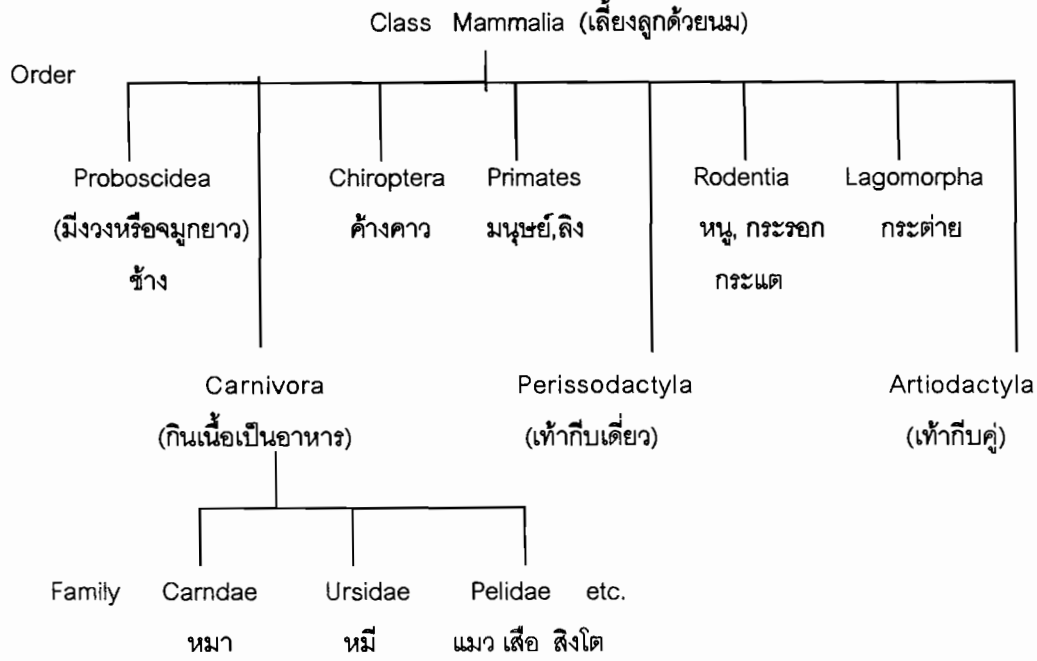 Class Mammalia (เลี้ยงลูกด้วยนม)
Order
Proboscidea Chiroptera Primates Rodentia Lagomorpha
(มีงวงหรือจมูกยาว) ค้างคาว มนุษย์,ลิง หนู, กระรอก กระต่าย
ช้าง กระแต
Carnivora Perissodactyla Artiodactyla
(กินเนื้อเป็นอาหาร) (เท้ากีบเดี่ยว) (เท้ากีบคู่)
Family Carndae Ursidae Pelidae etc.
หมา หมี แมว เสือ สิงโต